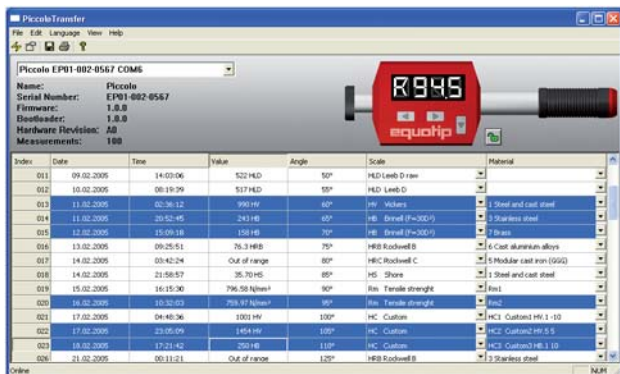 PiccoloTransfer
File Edit Language View Help
Piccolo EP01-002-0567 COM6
Name: Piccolo
Serial Number: EP01-002-0567
Firmware: 1.0.0
Bootloader: 1.0.0
Hardware Revision: A0
Measurements: 100
R 94.5
equotip
Index Date Time Value Angle Scale Material
011 09.02.2005 14:03:06 522 HLD 50° HLD Leeb D raw
012 10.02.2005 08:19:39 517 HLD 55° HLD Leeb D
013 11.02.2005 02:36:12 990 HV 60° HV Vickers 1 Steel and cast steel
014 11.02.2005 20:52:45 243 HB 65° HB Brinell (F=30D²) 3 Stainless steel
015 12.02.2005 15:09:18 158 HB 70° HB Brinell (F=30D²) 7 Brass
016 13.02.2005 09:25:51 76.3 HRB 75° HRB Rockwell B 6 Cast aluminium alloys
017 14.02.2005 03:42:24 Out of range 80° HRC Rockwell C 5 Modular cast iron (GGG)
018 14.02.2005 21:58:57 35.70 HS 85° HS Shore 1 Steel and cast steel
019 15.02.2005 16:15:30 796.58 N/mm² 90° Rm Tensile strenght Rm1
020 16.02.2005 10:32:03 759.97 N/mm² 95° Rm Tensile strenght Rm2
021 17.02.2005 04:48:36 1001 HV 100° HC Custom HC1 Custom1 HV.1 -10
022 17.02.2005 23:05:09 1454 HV 105° HC Custom HC2 Custom2 HV.5 5
023 18.02.2005 17:21:42 250 HB 110° HC Custom HC3 Custom3 HB.1 10
026 21.02.2005 00:11:21 Out of range 125° HRB Rockwell B 3 Stainless steel
Online NUM